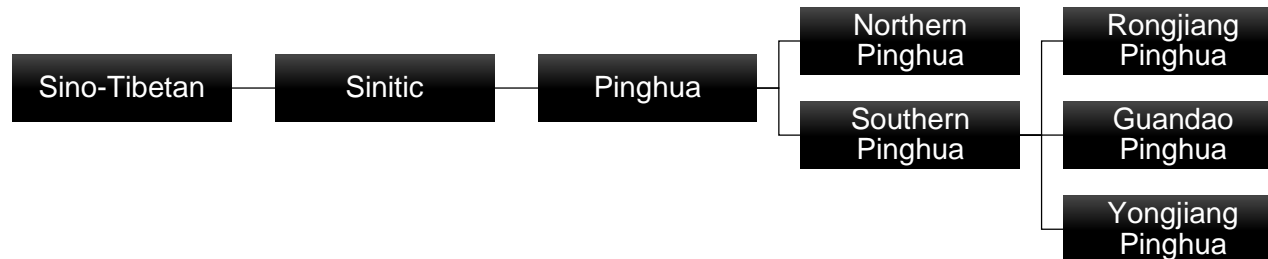 Sino-Tibetan
Sinitic
Pinghua
Northern
Pinghua
Southern
Pinghua
Rongjiang
Pinghua
Guandao
Pinghua
Yongjiang
Pinghua